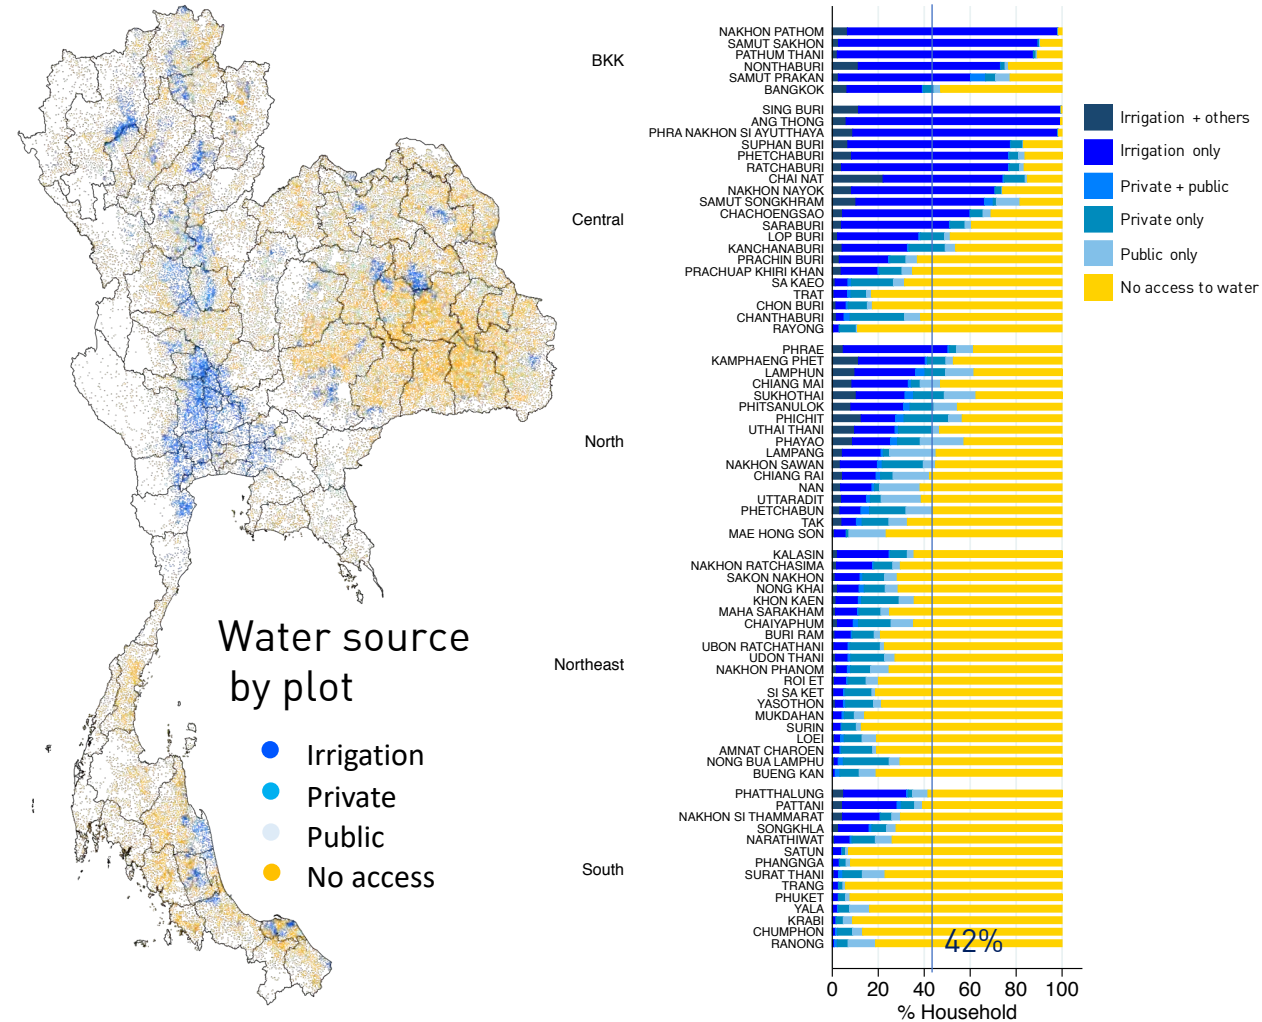 Water source
by plot
Irrigation
Private
Public
No access
BKK
NAKHON PATHOM
SAMUT SAKHON
PATHUM THANI
NONTHABURI
SAMUT PRAKAN
BANGKOK
Central
SING BURI
ANG THONG
PHRA NAKHON SI AYUTTHAYA
SUPHAN BURI
PHETCHABURI
RATCHABURI
CHAI NAT
NAKHON NAYOK
SAMUT SONGKHRAM
CHACHOENGSAO
SARABURI
LOP BURI
KANCHANABURI
PRACHIN BURI
PRACHUAP KHIRI KHAN
SA KAEO
TRAT
CHON BURI
CHANTHABURI
RAYONG
North
PHRAE
KAMPHAENG PHET
LAMPHUN
CHIANG MAI
SUKHOTHAI
PHITSANULOK
PHICHIT
UTHAI THANI
PHAYAO
LAMPANG
NAKHON SAWAN
CHIANG RAI
NAN
UTTARADIT
PHETCHABUN
TAK
MAE HONG SON
Northeast
KALASIN
NAKHON RATCHASIMA
SAKON NAKHON
NONG KHAI
KHON KAEN
MAHA SARAKHAM
CHAIYAPHUM
BURI RAM
UBON RATCHATHANI
UDON THANI
NAKHON PHANOM
ROI ET
SI SA KET
YASOTHON
MUKDAHAN
SURIN
LOEI
AMNAT CHAROEN
NONG BUA LAMPHU
BUENG KAN
South
PHATTHALUNG
PATTANI
NAKHON SI THAMMARAT
SONGKHLA
NARATHIWAT
SATUN
PHANGNGA
SURAT THANI
TRANG
PHUKET
YALA
KRABI
CHUMPHON
RANONG
42%
0 20 40 60 80 100
% Household
Irrigation + others
Irrigation only
Private + public
Private only
Public only
No access to water